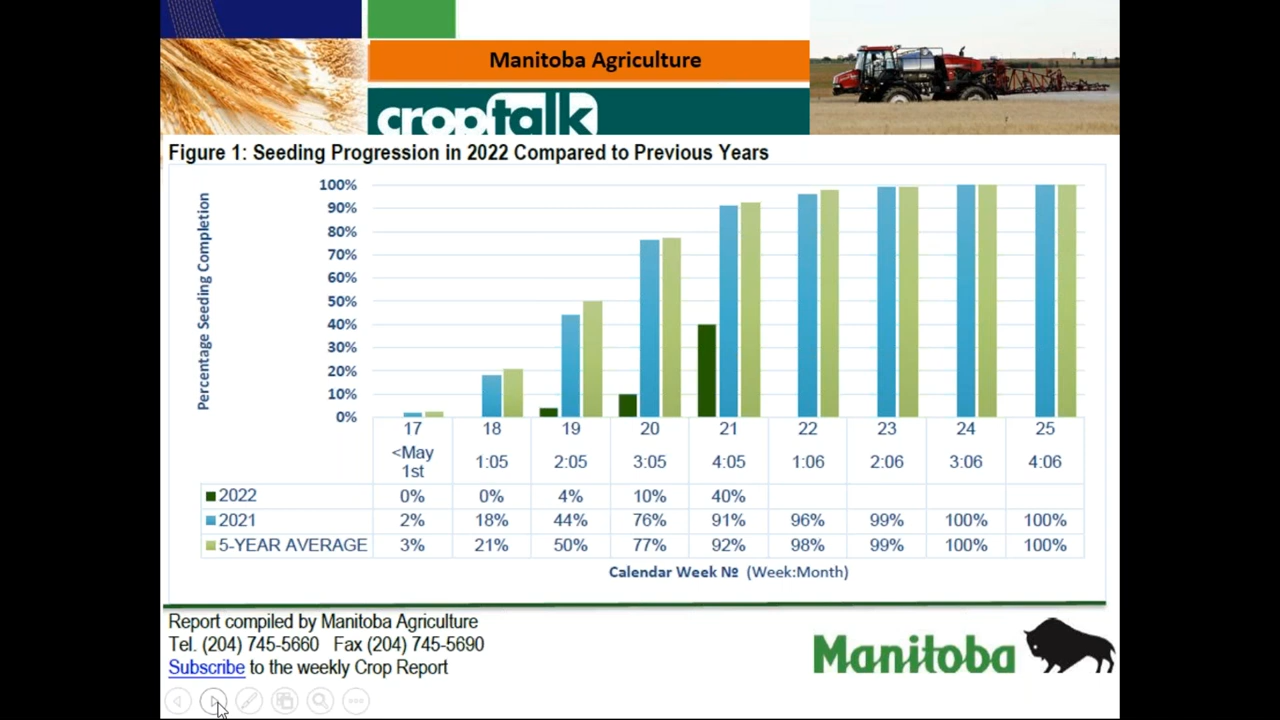 Manitoba Agriculture
croptalk
Figure 1: Seeding Progression in 2022 Compared to Previous Years
Percentage Seeding Completion
100%
90%
80%
70%
60%
50%
40%
30%
20%
10%
0%
17 18 19 20 21 22 23 24 25
<May 1st 1:05 2:05 3:05 4:05 1:06 2:06 3:06 4:06
2022 0% 0% 4% 10% 40%
2021 2% 18% 44% 76% 91% 96% 99% 100% 100%
5-YEAR AVERAGE 3% 21% 50% 77% 92% 98% 99% 100% 100%
Calendar Week № (Week:Month)
Report compiled by Manitoba Agriculture
Tel. (204) 745-5660 Fax (204) 745-5690
Subscribe to the weekly Crop Report
Manitoba